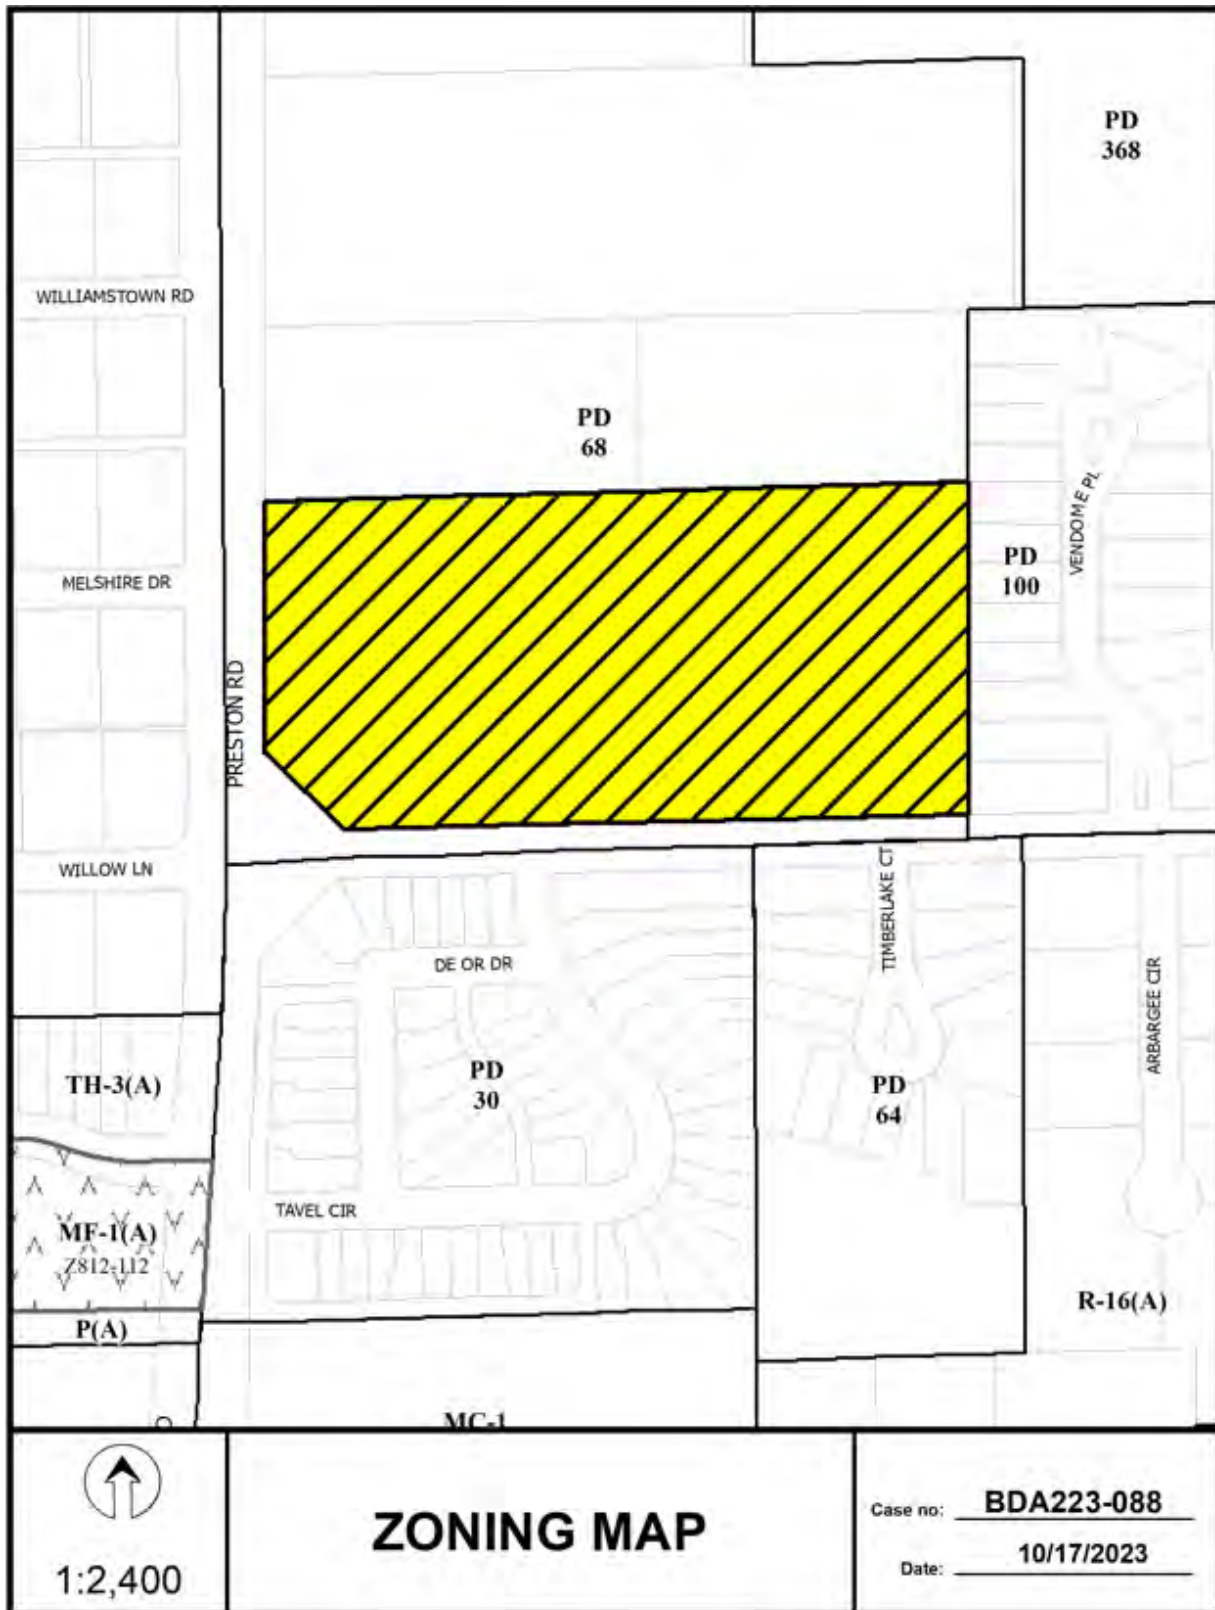 PD
368
WILLIAMSTOWN RD
PD
68
VENDOME PL
PD
100
MELSHIRE DR
PRESTON RD
WILLOW LN
TIMBERLAKE CT
DE OR DR
ARBARGEE CIR
PD
30
TH-3(A)
PD
64
TAVEL CIR
MF-1(A)
Z812-112
R-16(A)
P(A)
MC-1
1:2,400
ZONING MAP
Case no: BDA223-088
Date: 10/17/2023